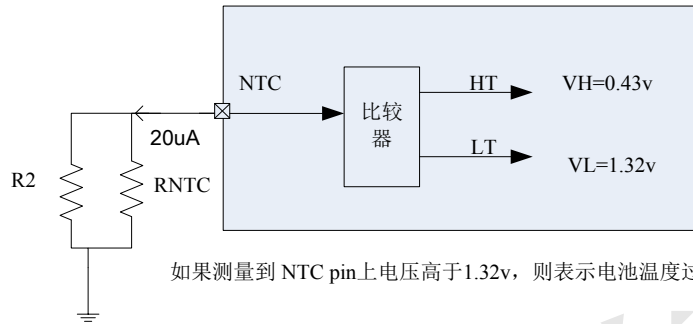 NTC
HT
VH=0.43v
比较
器
20uA
LT
VL=1.32v
R2
RNTC
如果测量到 NTC pin上电压高于1.32v，则表示电池温度过